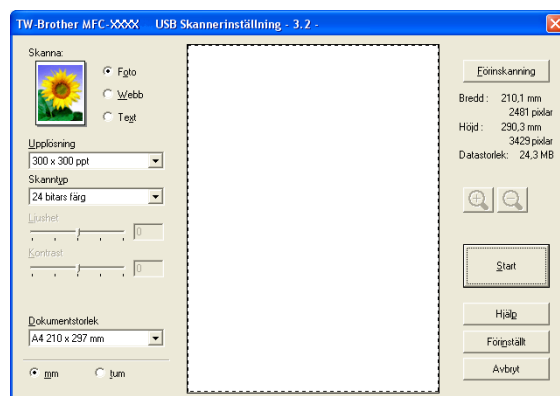 TW-Brother MFC-XXXX USB Skannerinställning - 3.2 -
Skanna:
Foto
Webb
Text
Upplösning
300 x 300 ppt
Skanntyp
24 bitars färg
Ljushet
0
Kontrast
0
Dokumentstorlek
A4 210 x 297 mm
mm
tum
Förinskanning
Bredd : 210,1 mm
2481 pixlar
Höjd : 290,3 mm
3429 pixlar
Datastorlek: 24,3 MB
Start
Hjälp
Förinställt
Avbryt